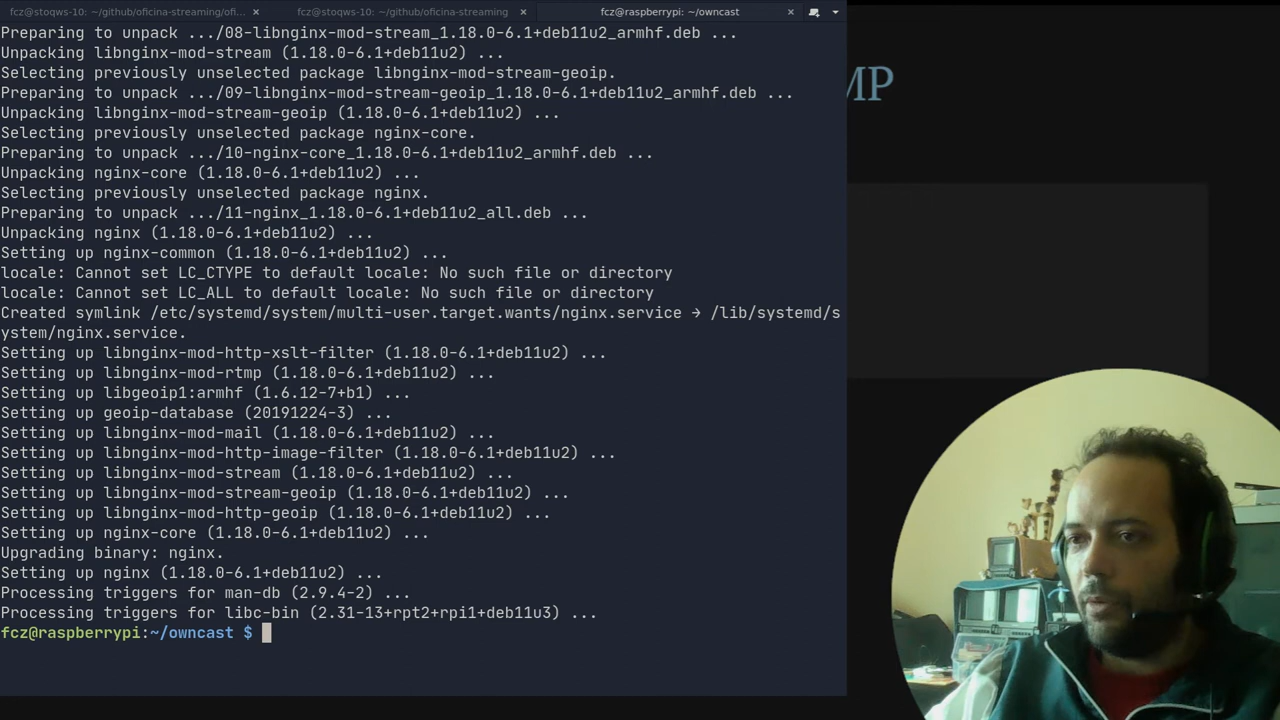 fcz@stoqws-10: ~/github/oficina-streaming/ofi...
fcz@stoqws-10: ~/github/oficina-streaming
fcz@raspberrypi: ~/owncast
Preparing to unpack .../08-libnginx-mod-stream_1.18.0-6.1+deb11u2_armhf.deb ...
Unpacking libnginx-mod-stream (1.18.0-6.1+deb11u2) ...
Selecting previously unselected package libnginx-mod-stream-geoip.
Preparing to unpack .../09-libnginx-mod-stream-geoip_1.18.0-6.1+deb11u2_armhf.deb ...
Unpacking libnginx-mod-stream-geoip (1.18.0-6.1+deb11u2) ...
Selecting previously unselected package nginx-core.
Preparing to unpack .../10-nginx-core_1.18.0-6.1+deb11u2_armhf.deb ...
Unpacking nginx-core (1.18.0-6.1+deb11u2) ...
Selecting previously unselected package nginx.
Preparing to unpack .../11-nginx_1.18.0-6.1+deb11u2_all.deb ...
Unpacking nginx (1.18.0-6.1+deb11u2) ...
Setting up nginx-common (1.18.0-6.1+deb11u2) ...
locale: Cannot set LC_CTYPE to default locale: No such file or directory
locale: Cannot set LC_ALL to default locale: No such file or directory
Created symlink /etc/systemd/system/multi-user.target.wants/nginx.service → /lib/systemd/s
ystem/nginx.service.
Setting up libnginx-mod-http-xslt-filter (1.18.0-6.1+deb11u2) ...
Setting up libnginx-mod-rtmp (1.18.0-6.1+deb11u2) ...
Setting up libgeoip1:armhf (1.6.12-7+b1) ...
Setting up geoip-database (20191224-3) ...
Setting up libnginx-mod-mail (1.18.0-6.1+deb11u2) ...
Setting up libnginx-mod-http-image-filter (1.18.0-6.1+deb11u2) ...
Setting up libnginx-mod-stream (1.18.0-6.1+deb11u2) ...
Setting up libnginx-mod-stream-geoip (1.18.0-6.1+deb11u2) ...
Setting up libnginx-mod-http-geoip (1.18.0-6.1+deb11u2) ...
Setting up nginx-core (1.18.0-6.1+deb11u2) ...
Upgrading binary: nginx.
Setting up nginx (1.18.0-6.1+deb11u2) ...
Processing triggers for man-db (2.9.4-2) ...
Processing triggers for libc-bin (2.31-13+rpt2+rpi1+deb11u3) ...
fcz@raspberrypi:~/owncast $
MP